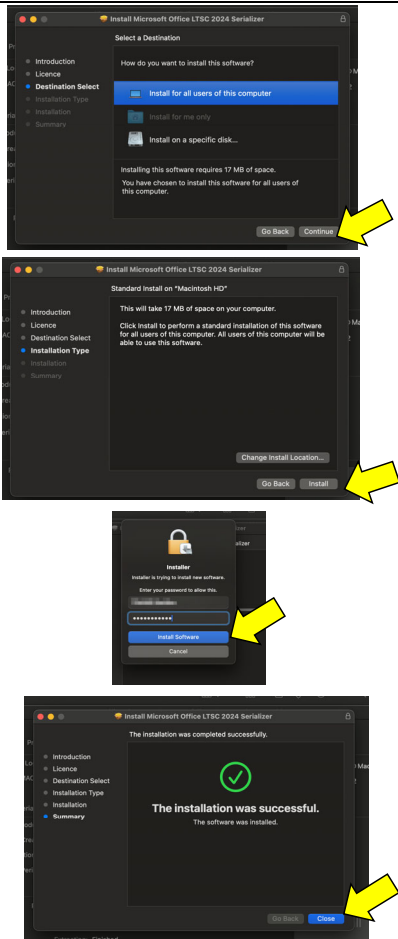 Install Microsoft Office LTSC 2024 Serializer
Select a Destination
Introduction
Licence
Destination Select
Installation Type
Installation
Summary
How do you want to install this software?
Install for all users of this computer
Install for me only
Install on a specific disk...
Installing this software requires 17 MB of space.
You have chosen to install this software for all users of
this computer.
Go Back
Continue
Install Microsoft Office LTSC 2024 Serializer
Standard Install on "Macintosh HD"
Introduction
Licence
Destination Select
Installation Type
Installation
Summary
This will take 17 MB of space on your computer.
Click Install to perform a standard installation of this software
for all users of this computer. All users of this computer will be
able to use this software.
Change Install Location...
Go Back
Install
Installer
Installer is trying to install new software.
Enter your password to allow this.
Install Software
Cancel
Install Microsoft Office LTSC 2024 Serializer
The installation was completed successfully.
Introduction
Licence
Destination Select
Installation Type
Installation
Summary
The installation was successful.
The software was installed.
Go Back
Close